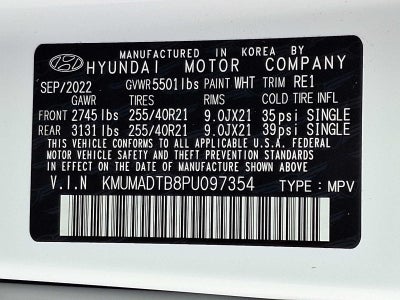 MANUFACTURED IN KOREA BY
HYUNDAI MOTOR COMPANY
SEP/2022 GVWR 5501 lbs PAINT WHT TRIM RE1
GAWR TIRES RIMS COLD TIRE INFL
FRONT 2745 lbs 255/40R21 9.0JX21 35psi SINGLE
REAR 3131 lbs 255/40R21 9.0JX21 39psi SINGLE
THIS VEHICLE CONFORMS TO ALL APPLICABLE U.S.A. FEDERAL
MOTOR VEHICLE SAFETY AND THEFT PREVENTION STANDARDS
IN EFFECT ON THE DATE OF MANUFACTURE SHOWN ABOVE
V.I.N KMUMADTB8PU097354 TYPE : MPV